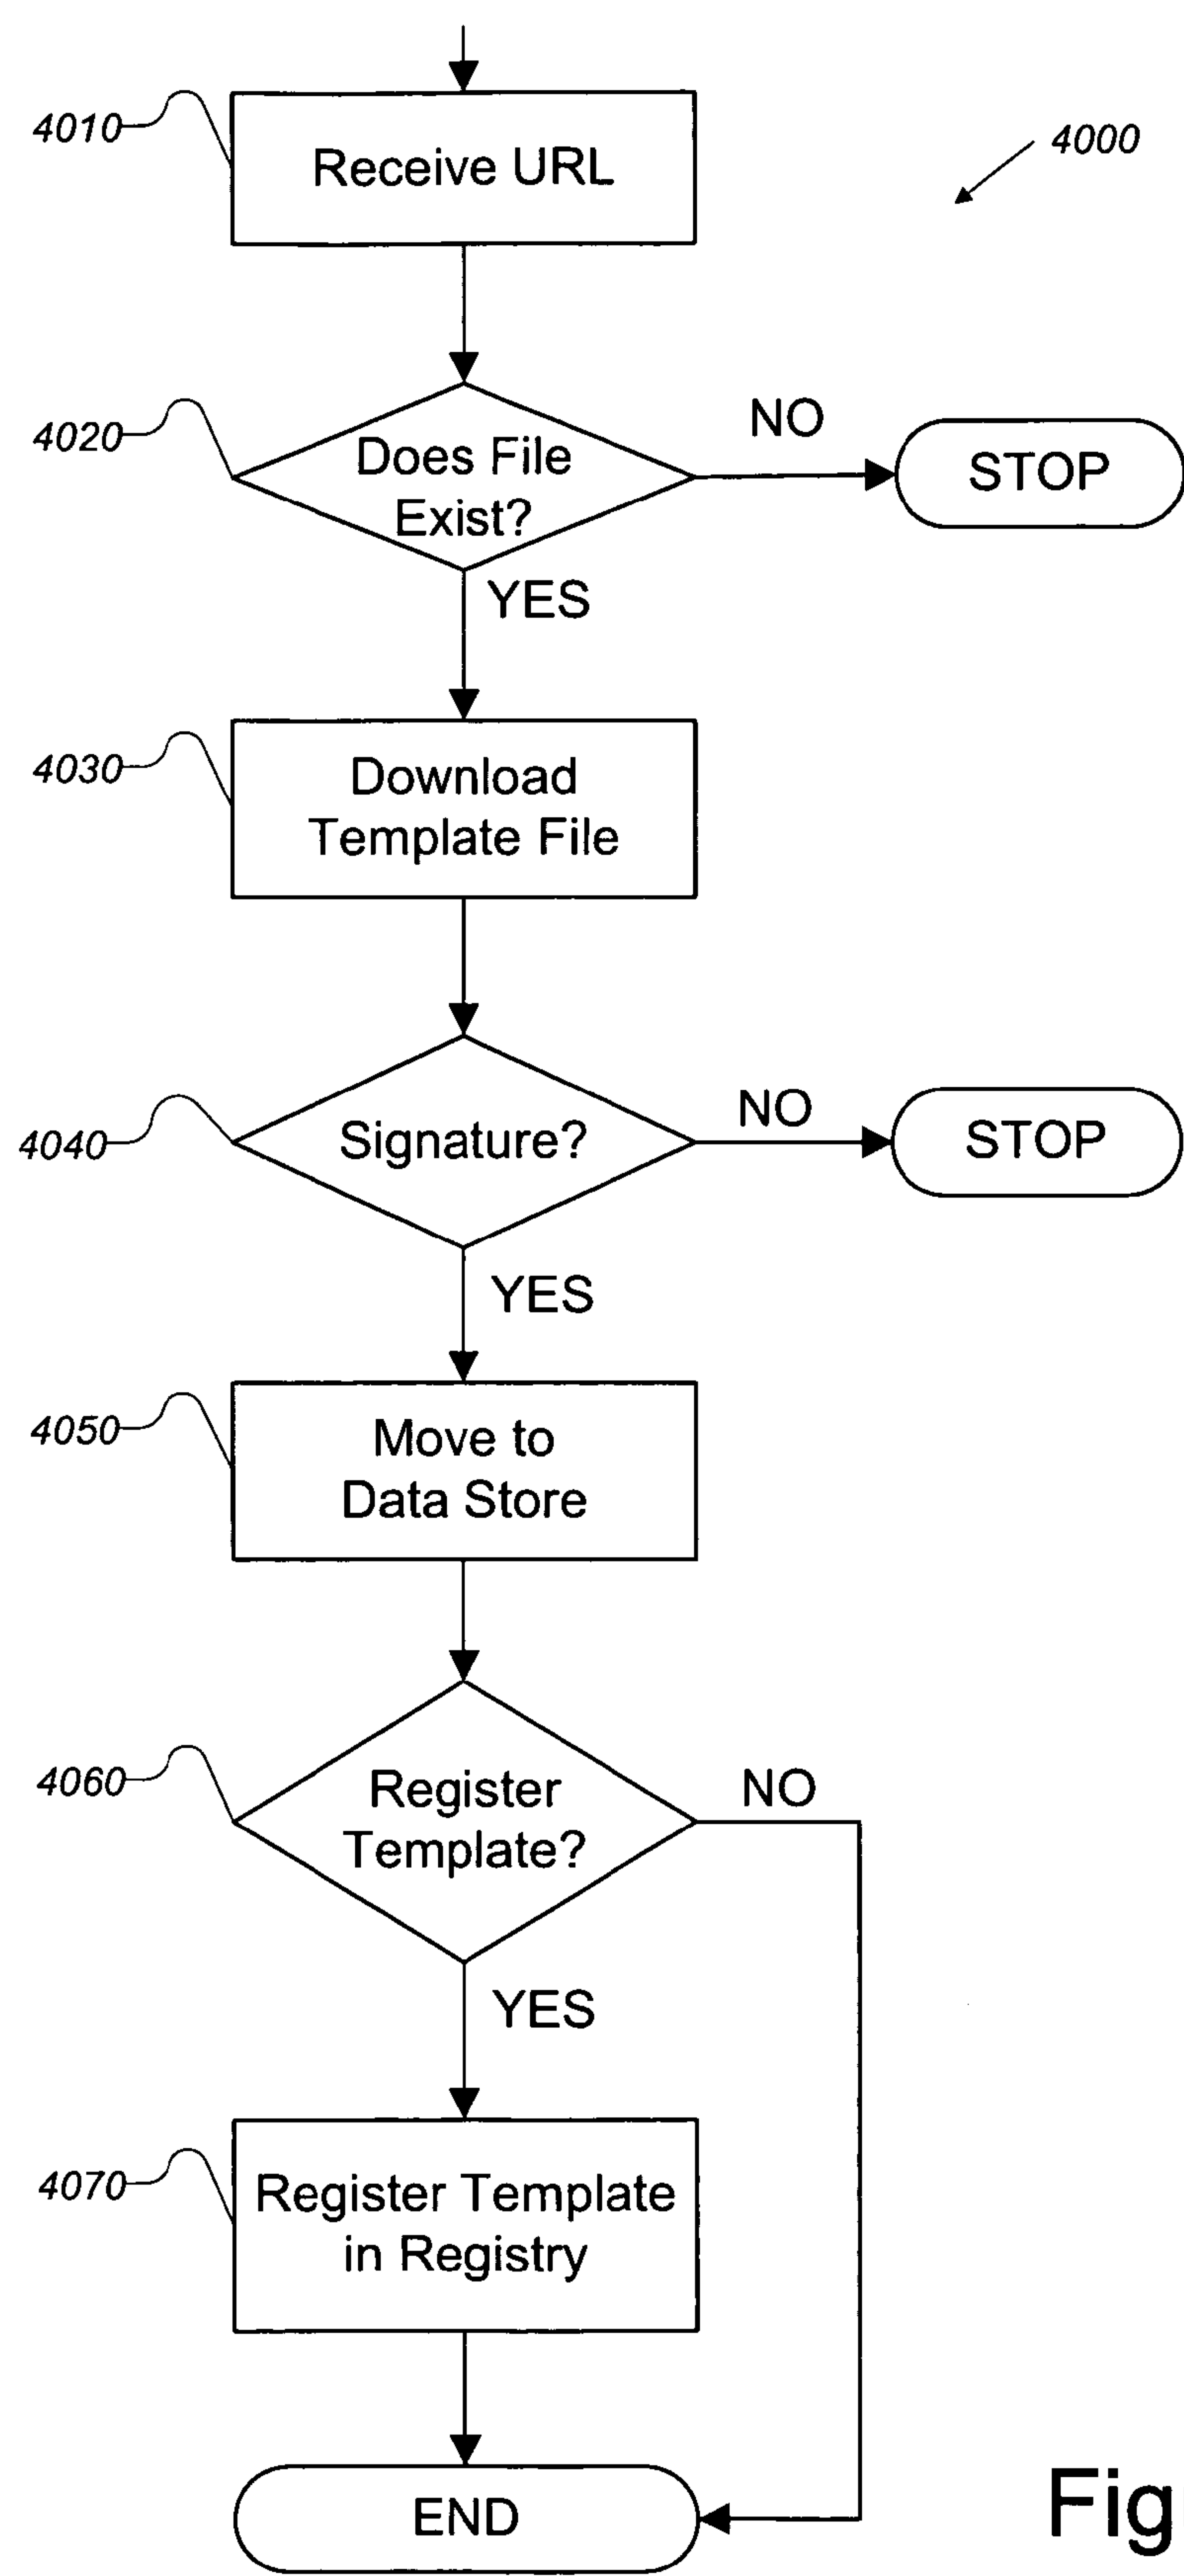 4010
Receive URL
4000
4020
Does File
Exist?
NO
STOP
YES
4030
Download
Template File
4040
Signature?
NO
STOP
YES
4050
Move to
Data Store
4060
Register
Template?
NO
YES
4070
Register Template
in Registry
END